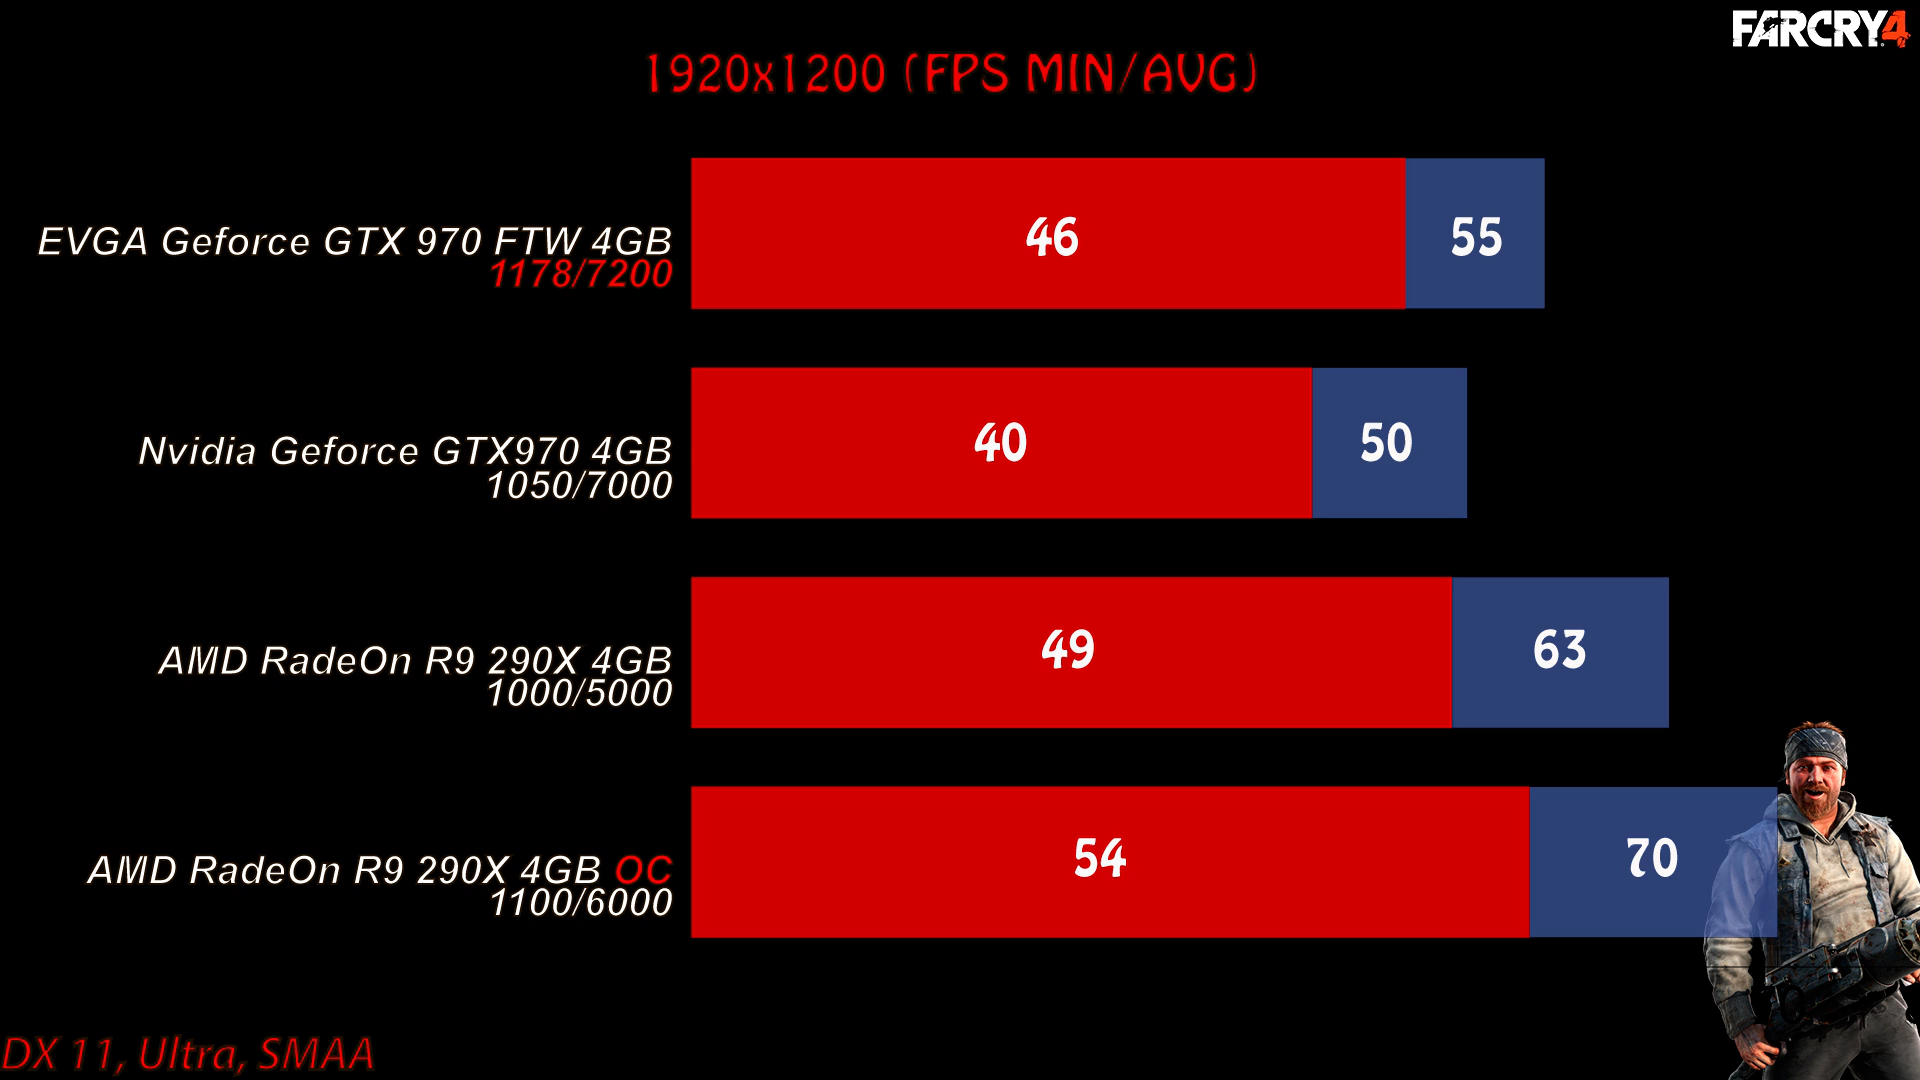 FARCRY4
1920x1200 (FPS MIN/AVG)
EVGA Geforce GTX 970 FTW 4GB
1178/7200
46
55
Nvidia Geforce GTX970 4GB
1050/7000
40
50
AMD RadeOn R9 290X 4GB
1000/5000
49
63
AMD RadeOn R9 290X 4GB OC
1100/6000
54
70
DX 11, Ultra, SMAA